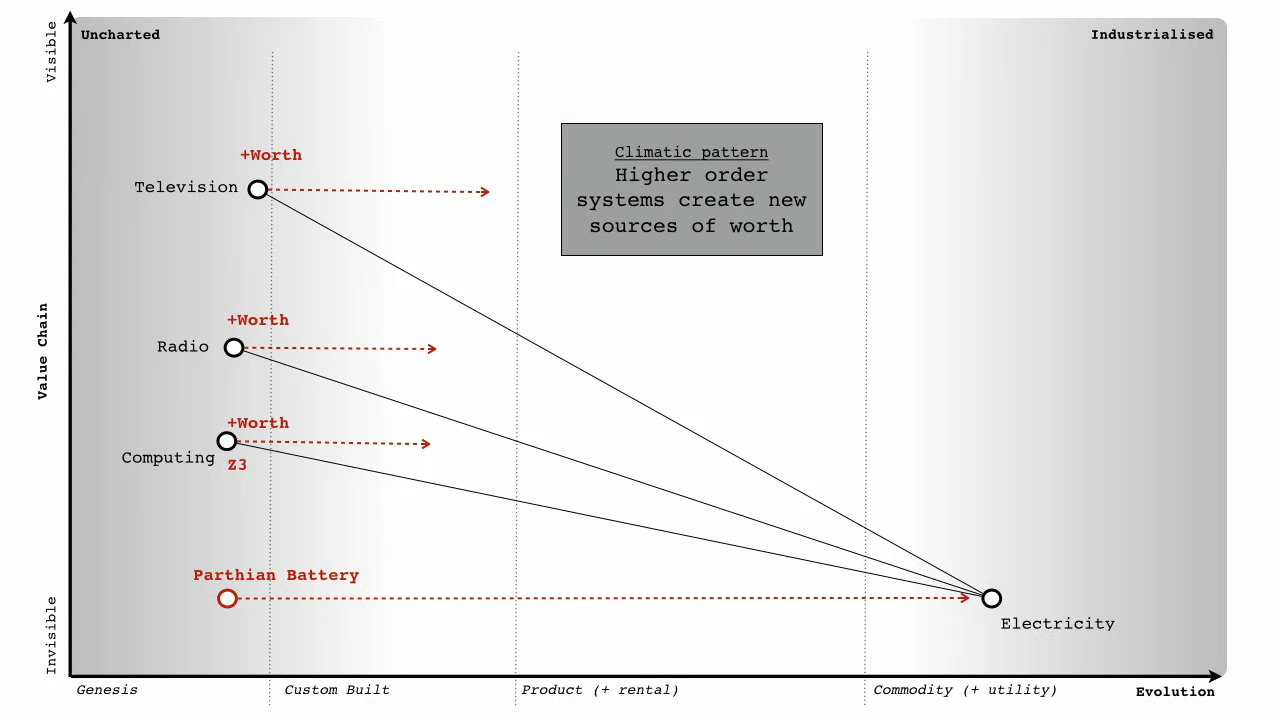 Visible
Uncharted
Industrialised
Climatic pattern
Higher order
systems create new
sources of worth
+Worth
Television
+Worth
Radio
Value Chain
+Worth
Computing
Z3
Parthian Battery
Electricity
Invisible
Genesis
Custom Built
Product (+ rental)
Commodity (+ utility)
Evolution